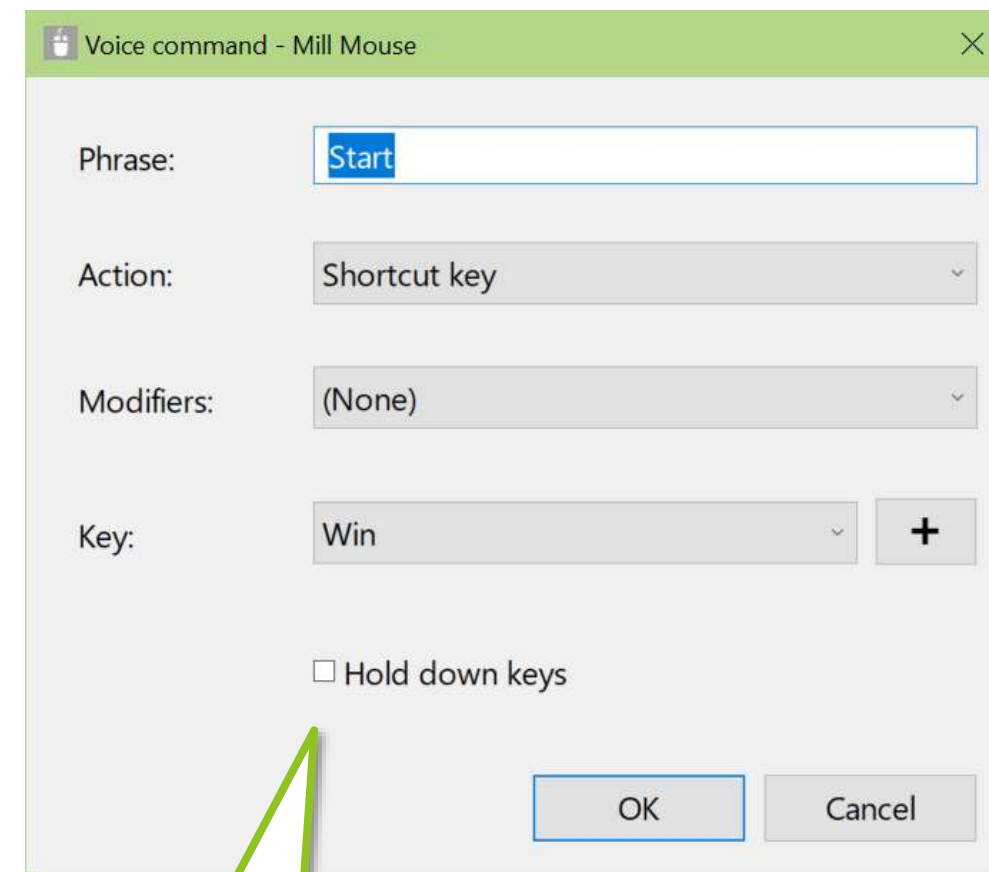 Voice command - Mill Mouse
Phrase: Start
Action: Shortcut key
Modifiers: (None)
Key: Win +
Hold down keys
OK Cancel